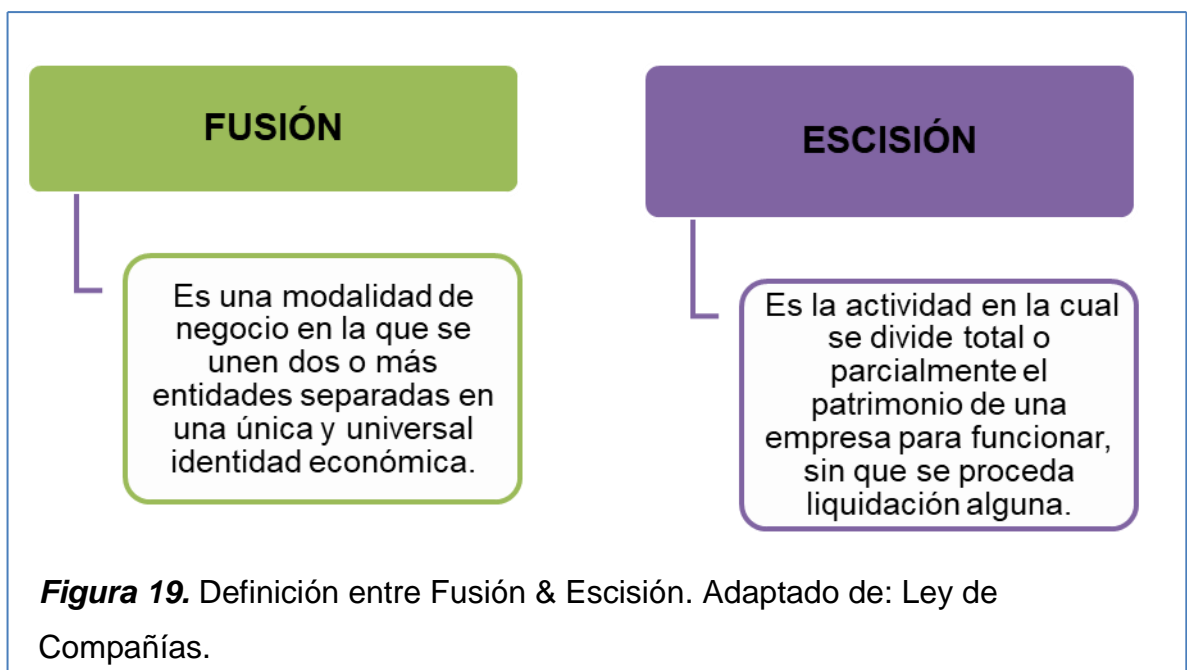 FUSIÓN
Es una modalidad de
negocio en la que se
unen dos o más
entidades separadas en
una única y universal
identidad económica.
ESCISIÓN
Es la actividad en la cual
se divide total o
parcialmente el
patrimonio de una
empresa para funcionar,
sin que se proceda
liquidación alguna.
Figura 19. Definición entre Fusión & Escisión. Adaptado de: Ley de
Compañías.